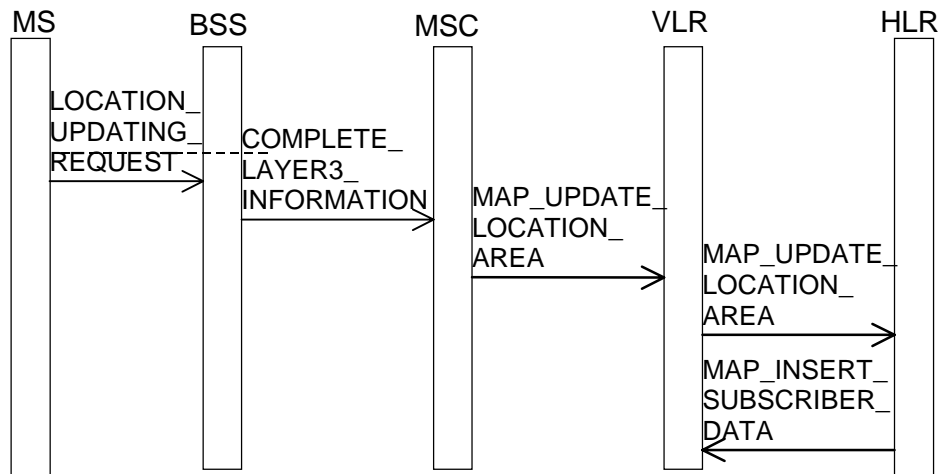 MS
BSS
MSC
VLR
HLR
LOCATION_
UPDATING_
REQUEST
COMPLETE_
LAYER3_
INFORMATION
MAP_UPDATE_
LOCATION_
AREA
MAP_UPDATE_
LOCATION_
AREA
MAP_INSERT_
SUBSCRIBER_
DATA